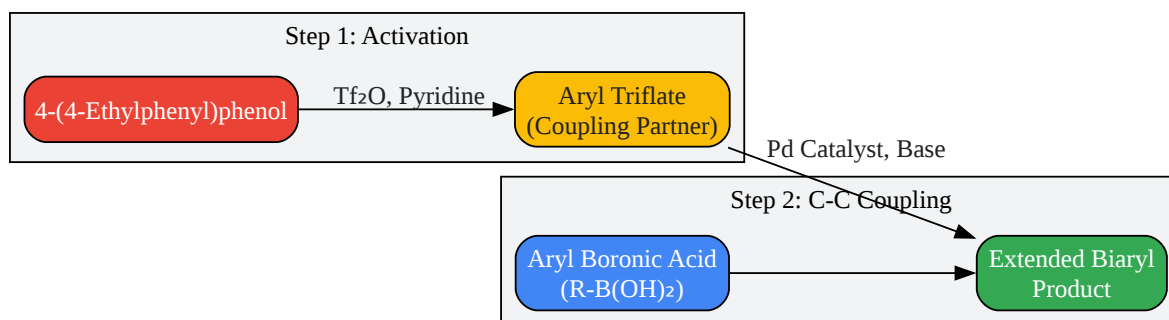 Step 1: Activation
4-(4-Ethylphenyl)phenol
Tf₂O, Pyridine
Aryl Triflate
(Coupling Partner)
Pd Catalyst, Base
Step 2: C-C Coupling
Aryl Boronic Acid
(R-B(OH)₂)
Extended Biaryl
Product